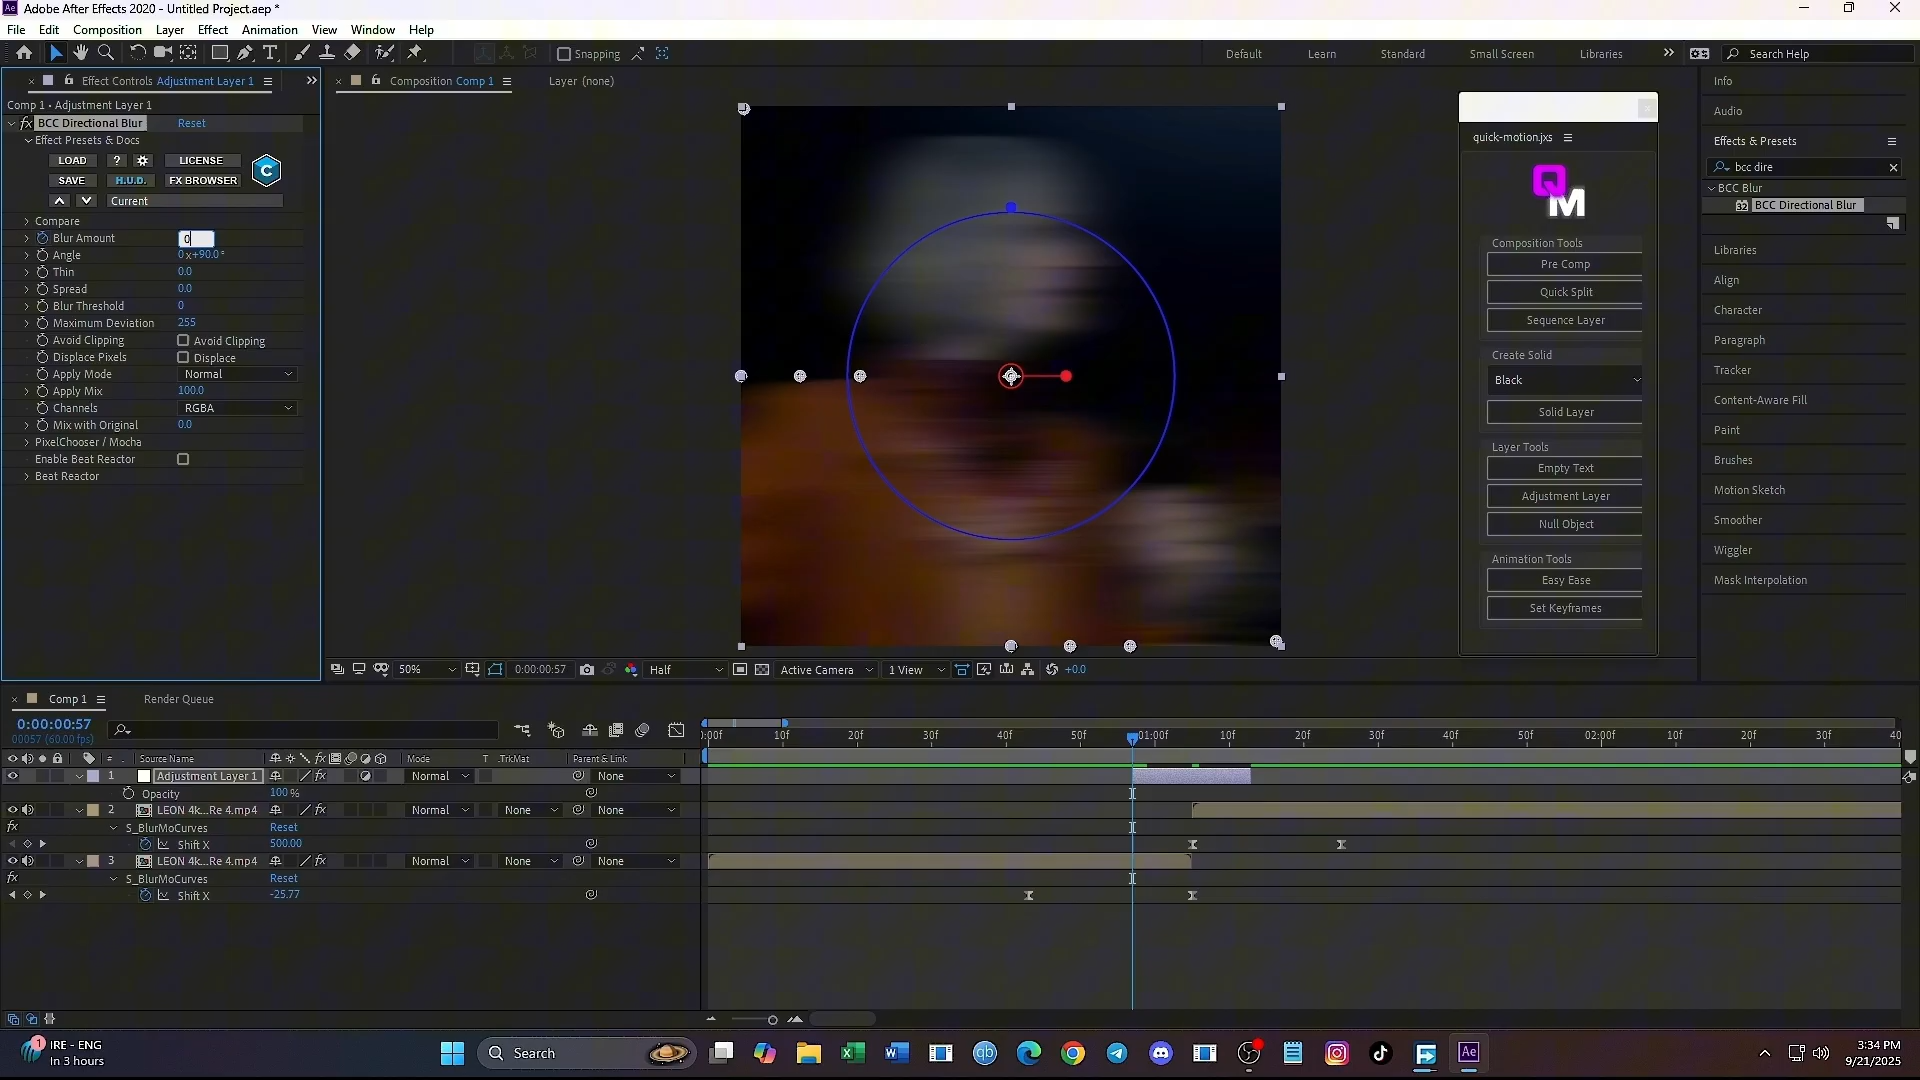 Adobe After Effects 2020 - Untitled Project.aep *
File Edit Composition Layer Effect Animation View Window Help
Snapping Default Learn Standard Small Screen Libraries Search Help
Effect Controls Adjustment Layer 1
Composition Comp 1
Layer (none)
Comp 1 • Adjustment Layer 1
fx BCC Directional Blur Reset
Effect Presets & Docs
LOAD ? LICENSE
SAVE H.U.D. FX BROWSER
Current
Compare
Blur Amount 0
Angle 0x+90.0°
Thin 0.0
Spread 0.0
Blur Threshold 0
Maximum Deviation 255
Avoid Clipping Avoid Clipping
Displace Pixels Displace
Apply Mode Normal
Apply Mix 100.0
Channels RGBA
Mix with Original 0.0
PixelChooser / Mocha
Enable Beat Reactor
Beat Reactor
50% 0:00:00:57 Half Active Camera 1 View +0.0
quick-motion.jxs
QM
Composition Tools
Pre Comp
Quick Split
Sequence Layer
Create Solid
Black
Solid Layer
Layer Tools
Empty Text
Adjustment Layer
Null Object
Animation Tools
Easy Ease
Set Keyframes
Info
Audio
Effects & Presets
bcc dire
BCC Blur
32 BCC Directional Blur
Libraries
Align
Character
Paragraph
Tracker
Content-Aware Fill
Paint
Brushes
Motion Sketch
Smoother
Wiggler
Mask Interpolation
Comp 1
Render Queue
0:00:00:57
00057 (60.00 fps)
# Source Name Mode T .TrkMat Parent & Link
0:00f 10f 20f 30f 40f 50f 01:00f 10f 20f 30f 40f 50f 02:00f 10f 20f 30f 40
1 Adjustment Layer 1 Normal None
Opacity 100 %
2 LEON 4k...Re 4.mp4 Normal None None
fx S_BlurMoCurves Reset
Shift X 500.00
3 LEON 4k...Re 4.mp4 Normal None None
fx S_BlurMoCurves Reset
Shift X -25.77
1 IRE - ENG
In 3 hours
Search
3:34 PM
9/21/2025